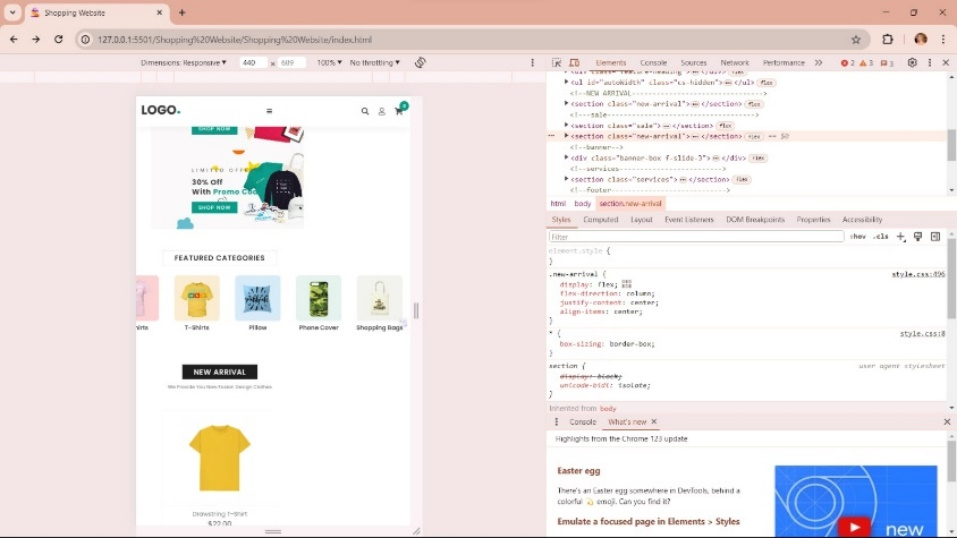 Shopping Website
127.0.0.1:5501/Shopping%20Website/Shopping%20Website/index.html
Dimensions: Responsive 440 x 689 100% No throttling
Elements Console Sources Network Performance 2 3 3
LOGO.
SHOP NOW
LIMITED OFFER
30% Off
With Promo
SHOP NOW
FEATURED CATEGORIES
T-Shirts Pillow Phone Cover Shopping Bags
NEW ARRIVAL
We Provide You New Design Clothes
Drawstring T-Shirt
$22.00
<ul id="autoWidth" class="cs-hidden">…</ul> flex
<!--NEW ARRIVAL-------------------------------->
<section class="new-arrival">…</section> flex
<!----sale-------------------------------->
<section class="sale">…</section> flex
<section class="new-arrival">…</section> flex == $0
<!--banner-->
<div class="banner-box f-slide-3">…</div> flex
<!--services-------------------------------->
<section class="services">…</section> flex
<!--footer-------------------------------->
html body section.new-arrival
Styles Computed Layout Event Listeners DOM Breakpoints Properties Accessibility
Filter :hov .cls
element.style {
}
.new-arrival { style.css:496
display: flex;
flex-direction: column;
justify-content: center;
align-items: center;
}
* { style.css:8
box-sizing: border-box;
}
section { user agent stylesheet
display: block;
unicode-bidi: isolate;
}
Inherited from body
Console What's new
Highlights from the Chrome 123 update
Easter egg
There's an Easter egg somewhere in DevTools, behind a
colorful emoji. Can you find it?
Emulate a focused page in Elements > Styles
new